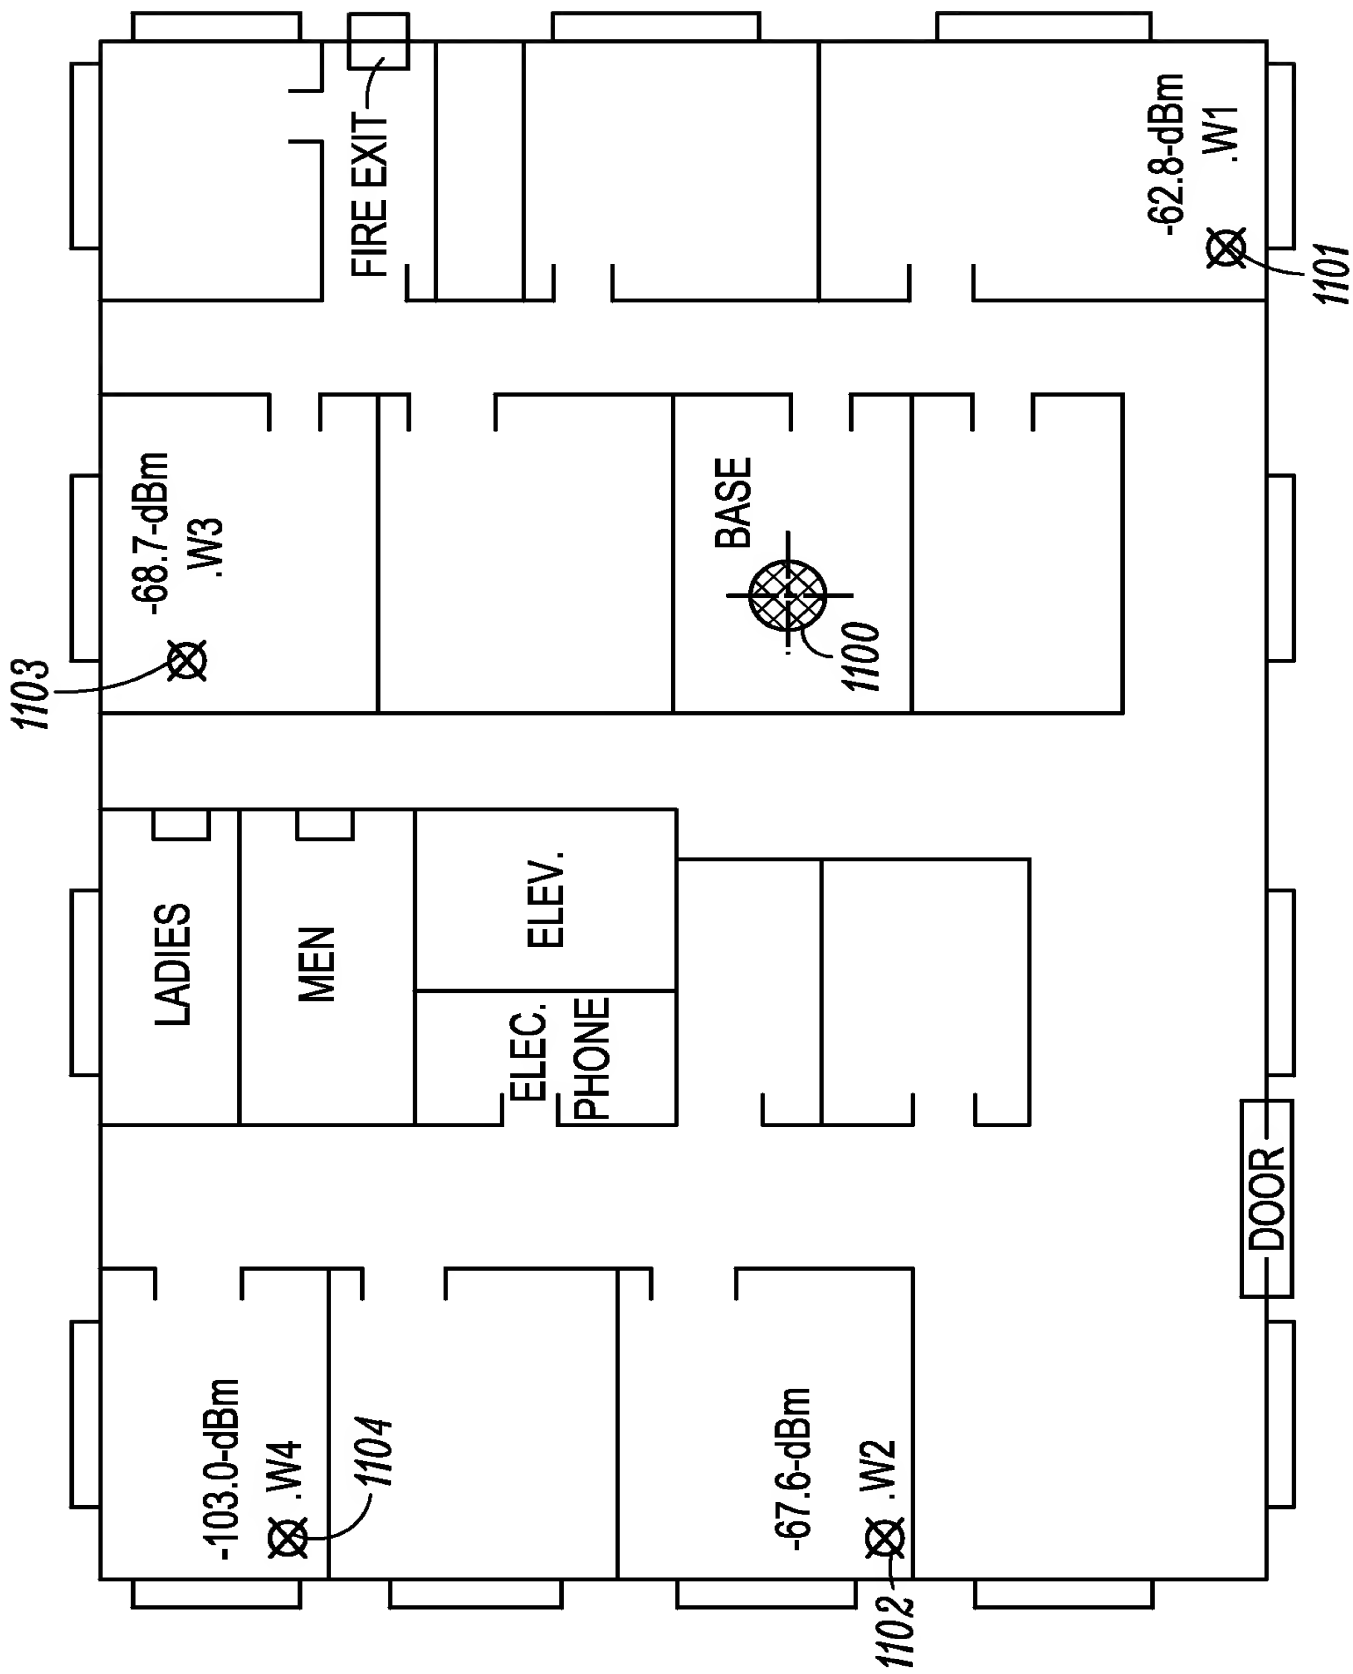 FIRE EXIT
-62.8-dBm
.W1
1101
-68.7-dBm
.W3
1103
BASE
1100
LADIES
MEN
ELEV.
ELEC.
PHONE
DOOR
-103.0-dBm
.W4
1104
-67.6-dBm
.W2
1102